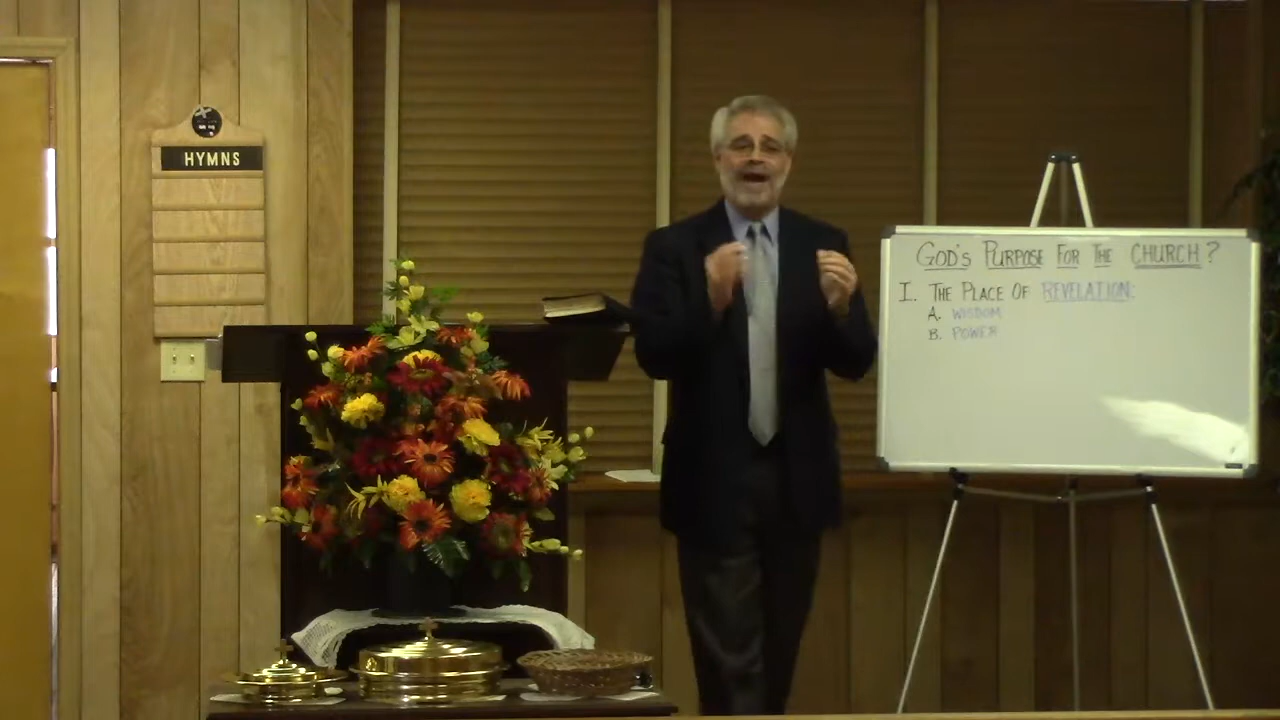 HYMNS
GOD'S PURPOSE FOR THE CHURCH?
I. THE PLACE OF REVELATION:
A. WISDOM
B. POWER